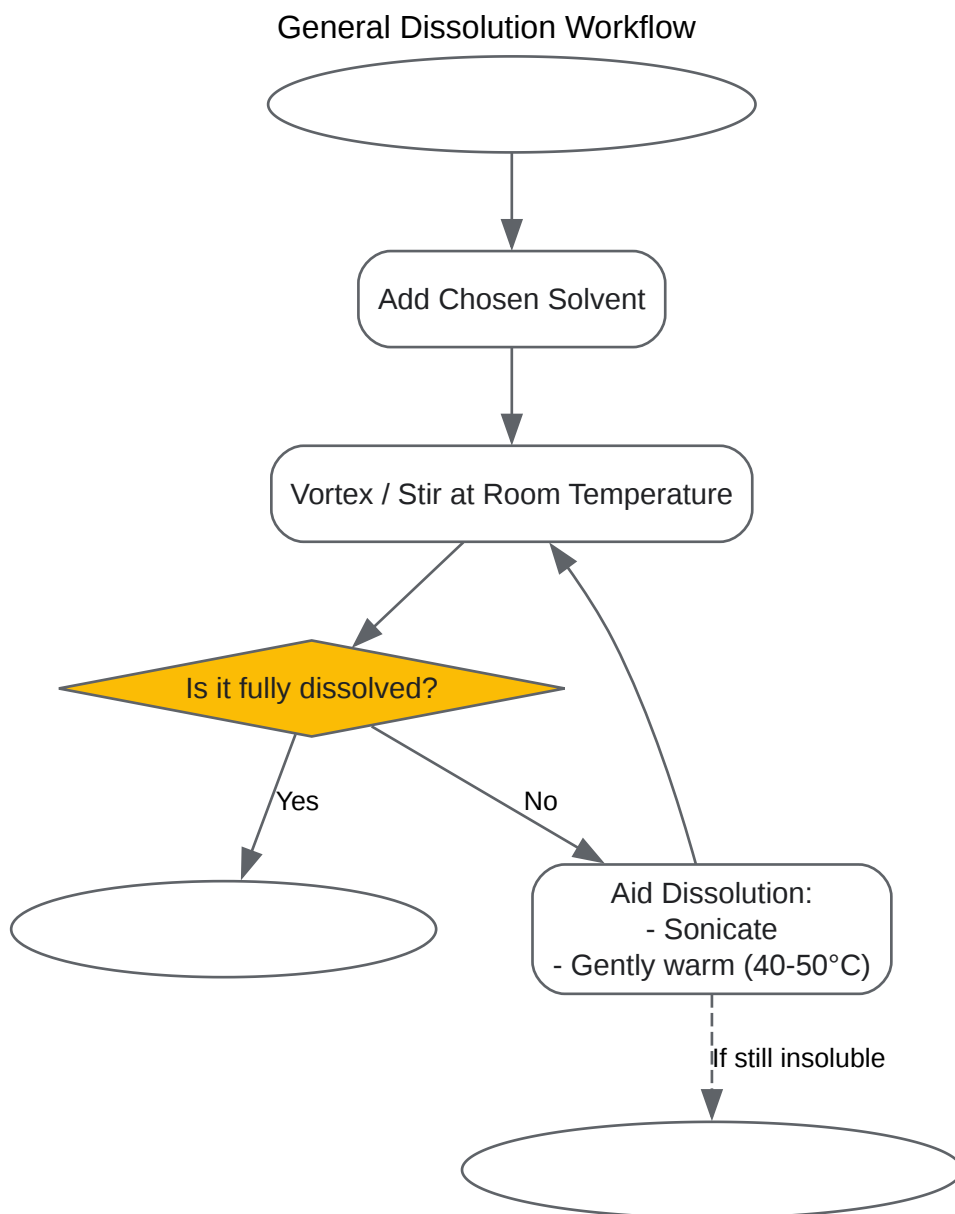 General Dissolution Workflow
Add Chosen Solvent
Vortex / Stir at Room Temperature
Is it fully dissolved?
Yes
No
Aid Dissolution:
- Sonicate
- Gently warm (40-50°C)
If still insoluble